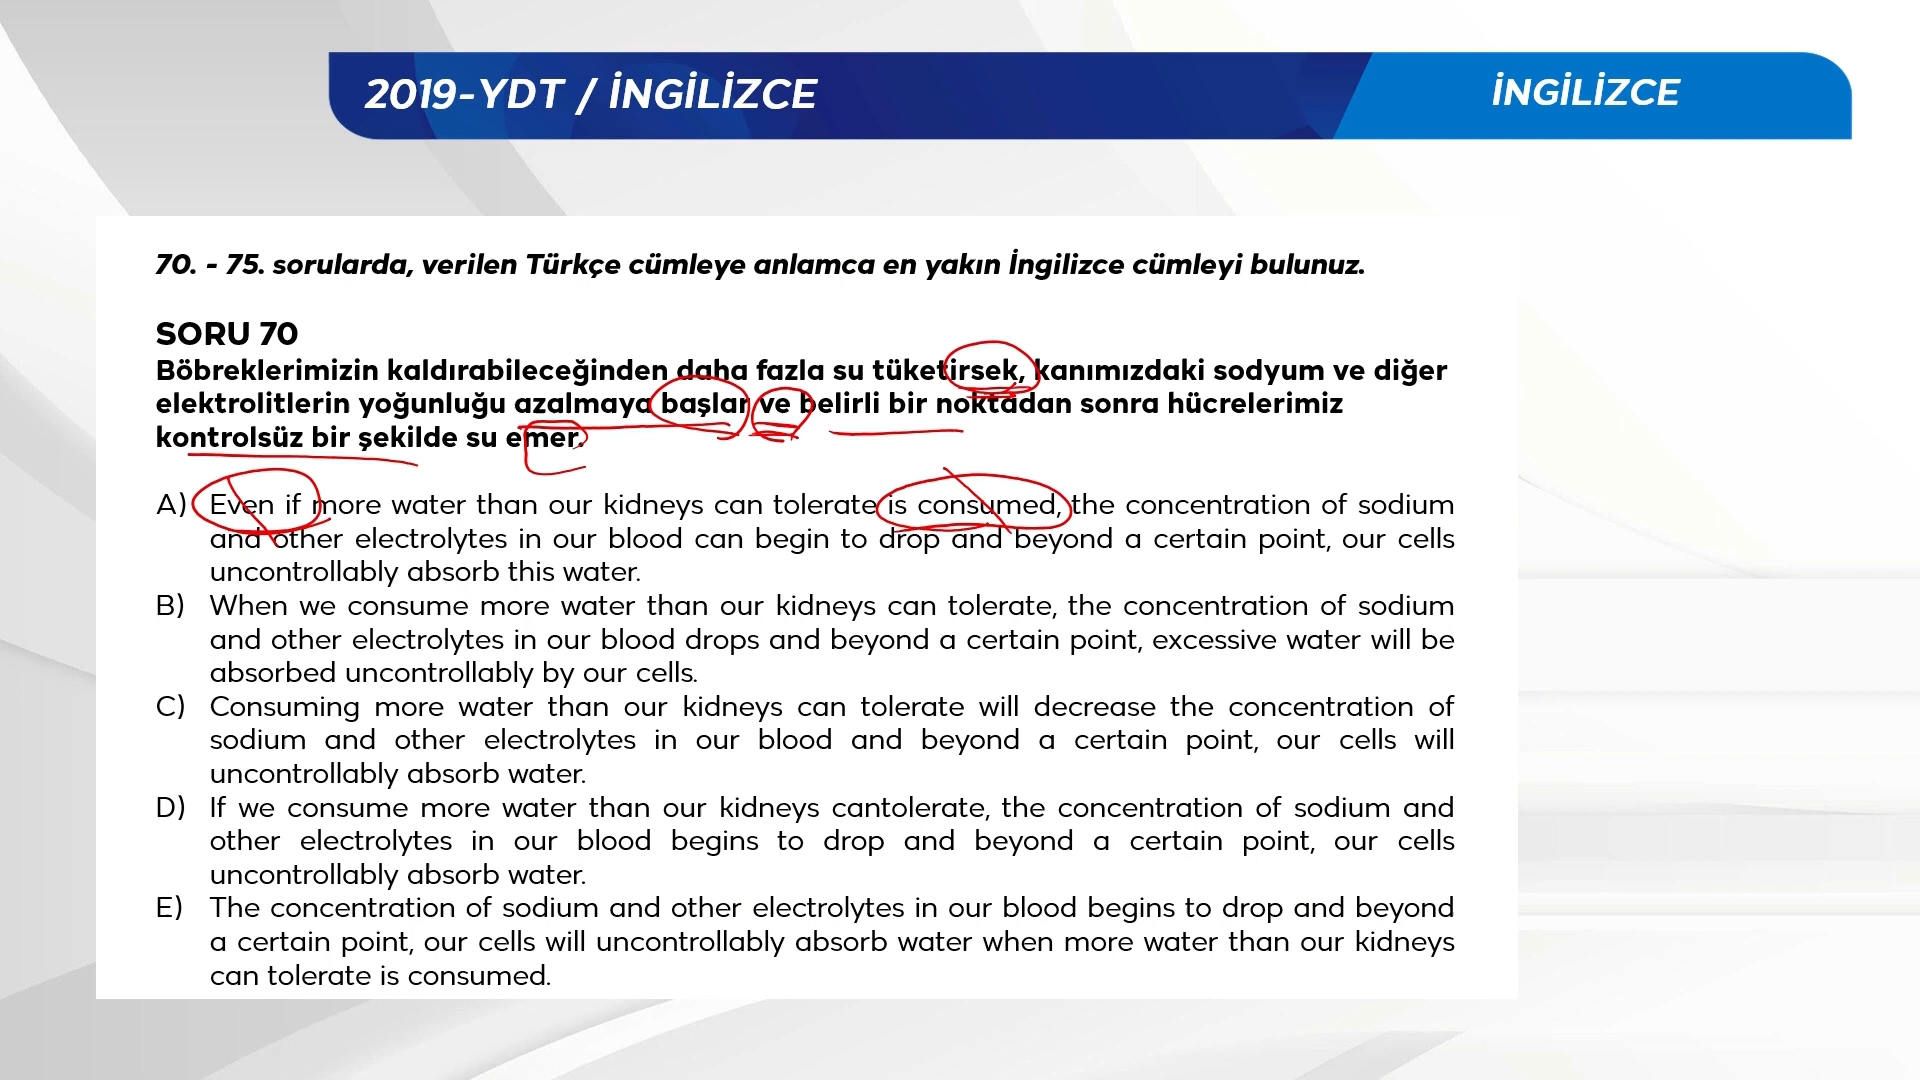 2019-YDT / İNGİLİZCE
İNGİLİZCE
70. - 75. sorularda, verilen Türkçe cümleye anlamca en yakın İngilizce cümleyi bulunuz.
SORU 70
Böbreklerimizin kaldırabileceğinden daha fazla su tüketirsek, kanımızdaki sodyum ve diğer
elektrolitlerin yoğunluğu azalmaya başlar ve belirli bir noktadan sonra hücrelerimiz
kontrolsüz bir şekilde su emer.
A) Even if more water than our kidneys can tolerate is consumed, the concentration of sodium
and other electrolytes in our blood can begin to drop and beyond a certain point, our cells
uncontrollably absorb this water.
B) When we consume more water than our kidneys can tolerate, the concentration of sodium
and other electrolytes in our blood drops and beyond a certain point, excessive water will be
absorbed uncontrollably by our cells.
C) Consuming more water than our kidneys can tolerate will decrease the concentration of
sodium and other electrolytes in our blood and beyond a certain point, our cells will
uncontrollably absorb water.
D) If we consume more water than our kidneys cantolerate, the concentration of sodium and
other electrolytes in our blood begins to drop and beyond a certain point, our cells
uncontrollably absorb water.
E) The concentration of sodium and other electrolytes in our blood begins to drop and beyond
a certain point, our cells will uncontrollably absorb water when more water than our kidneys
can tolerate is consumed.